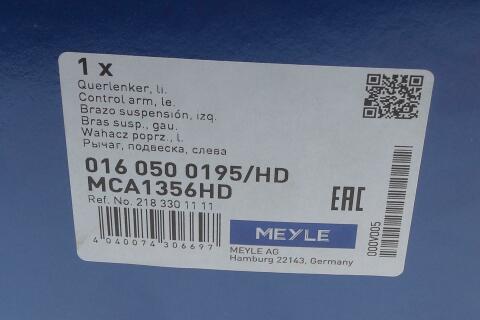 1 x
Querlenker, li.
Control arm, le.
Brazo suspensión, izq.
Bras susp., gau.
Wahacz poprz., l.
Рычаг, подвеска, слева
016 050 0195/HD
MCA1356HD
Ref. No. 218 330 11 11
4 040074 306697
EAC
MEYLE
MEYLE AG
Hamburg 22143, Germany
000V005